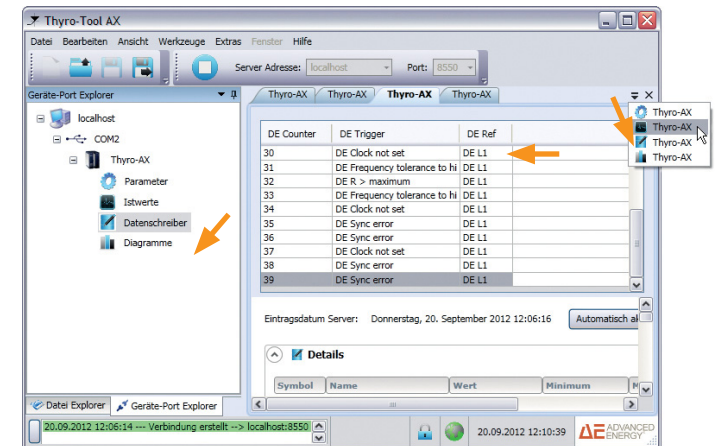 Thyro-Tool AX
Datei Bearbeiten Ansicht Werkzeuge Extras Fenster Hilfe
Server Adresse: localhost Port: 8550
Geräte-Port Explorer
Thyro-AX Thyro-AX Thyro-AX Thyro-AX
localhost
COM2
Thyro-AX
Parameter
Istwerte
Datenschreiber
Diagramme
Thyro-AX
Thyro-AX
Thyro-AX
Thyro-AX
DE Counter DE Trigger DE Ref
30 DE Clock not set DE L1
31 DE Frequency tolerance to hi DE L1
32 DE R > maximum DE L1
33 DE Frequency tolerance to hi DE L1
34 DE Clock not set DE L1
35 DE Sync error DE L1
36 DE Sync error DE L1
37 DE Clock not set DE L1
38 DE Sync error DE L1
39 DE Sync error DE L1
Eintragsdatum Server: Donnerstag, 20. September 2012 12:06:16 Automatisch ak
Details
Symbol Name Wert Minimum M
Datei Explorer Geräte-Port Explorer
20.09.2012 12:06:14 --- Verbindung erstellt --> localhost:8550
20.09.2012 12:10:39
AE ADVANCED
ENERGY